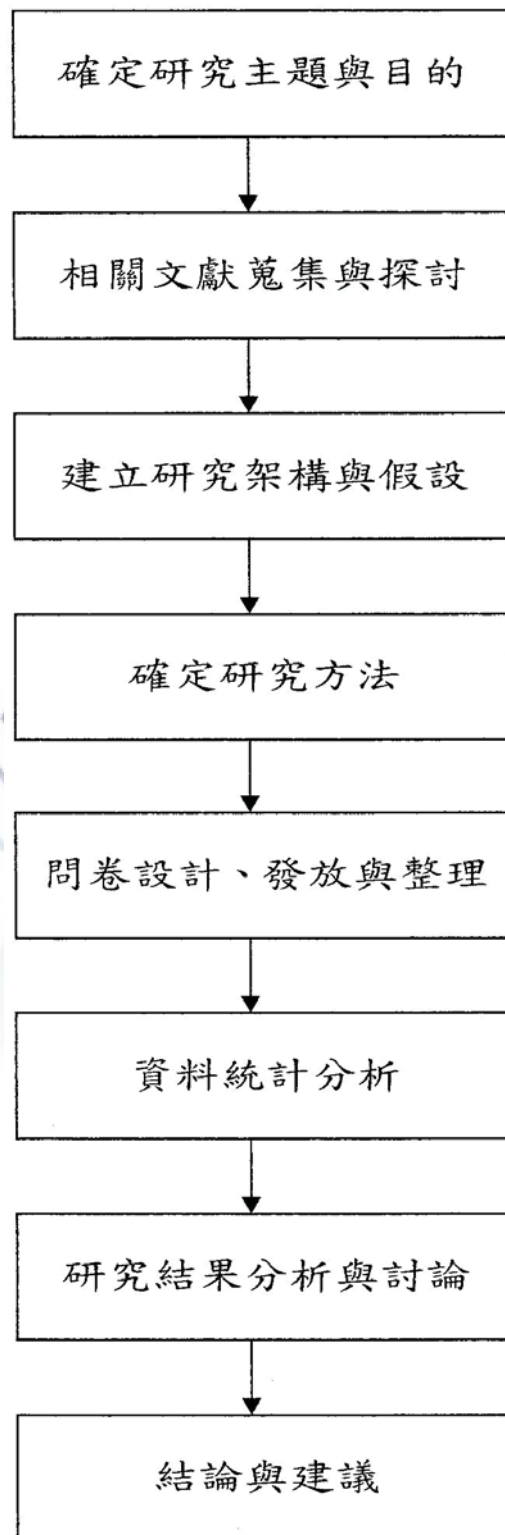 確定研究主題與目的
相關文獻蒐集與探討
建立研究架構與假設
確定研究方法
問卷設計、發放與整理
資料統計分析
研究結果分析與討論
結論與建議